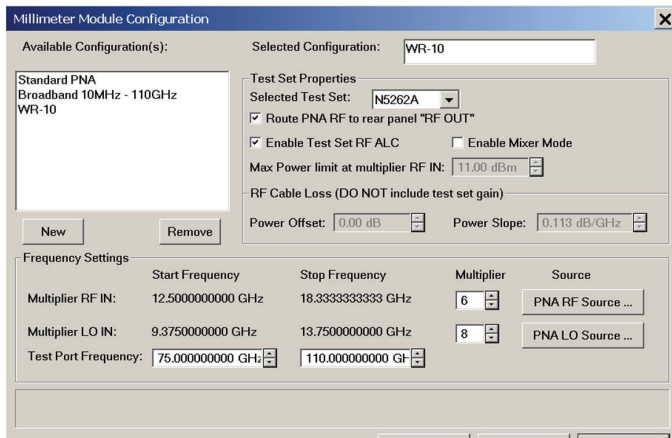 Millimeter Module Configuration
Available Configuration(s):
Selected Configuration: WR-10
Standard PNA
Broadband 10MHz - 110GHz
WR-10
Test Set Properties
Selected Test Set: N5262A
Route PNA RF to rear panel "RF OUT"
Enable Test Set RF ALC Enable Mixer Mode
Max Power limit at multiplier RF IN: 11.00 dBm
RF Cable Loss (DO NOT include test set gain)
Power Offset: 0.00 dB Power Slope: 0.113 dB/GHz
New Remove
Frequency Settings
Start Frequency Stop Frequency Multiplier Source
Multiplier RF IN: 12.5000000000 GHz 18.3333333333 GHz 6 PNA RF Source ...
Multiplier LO IN: 9.3750000000 GHz 13.7500000000 GHz 8 PNA LO Source ...
Test Port Frequency: 75.000000000 GHz 110.000000000 GH